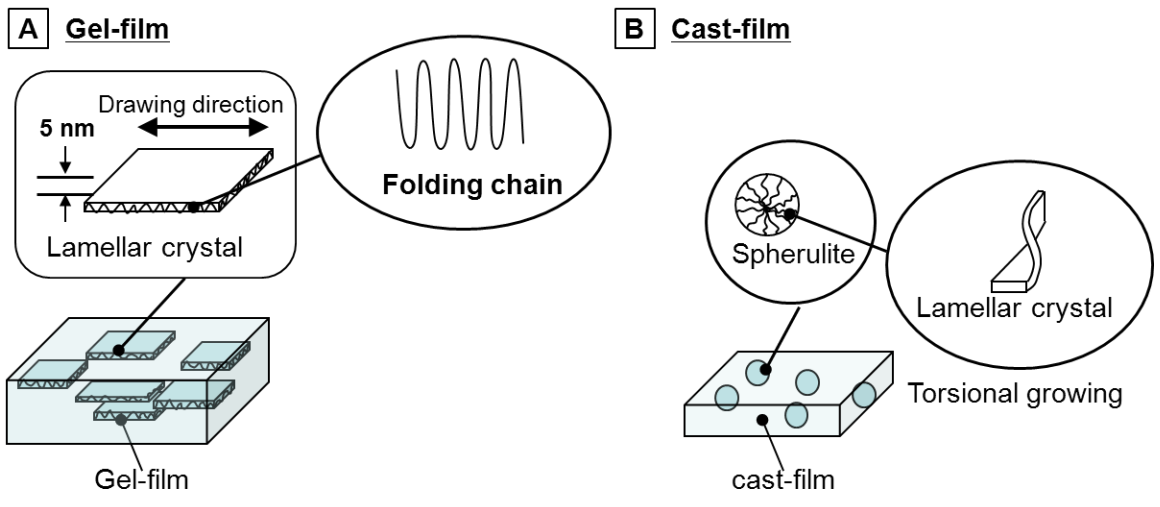 A Gel-film
Drawing direction
5 nm
Lamellar crystal
Folding chain
Gel-film
B Cast-film
Spherulite
Lamellar crystal
Torsional growing
cast-film